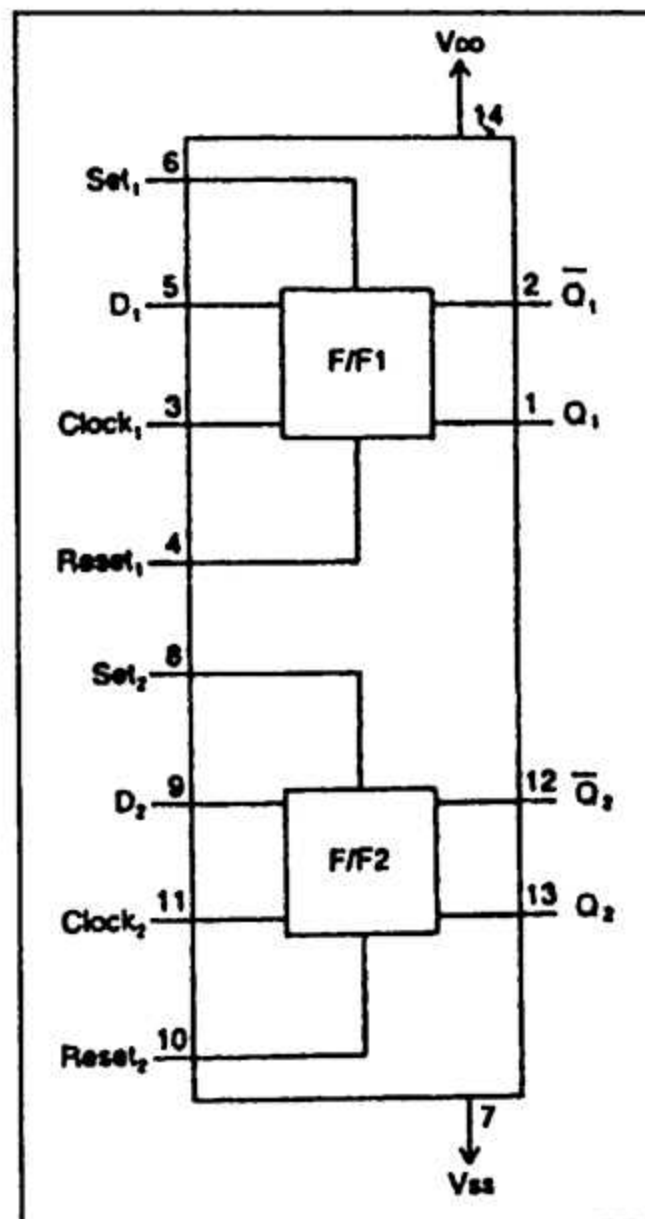 VDD
14
6
Set₁
5
D₁
2
Q̅₁
F/F1
3
Clock₁
1
Q₁
4
Reset₁
8
Set₂
9
D₂
12
Q̅₂
F/F2
11
Clock₂
13
Q₂
10
Reset₂
7
Vss